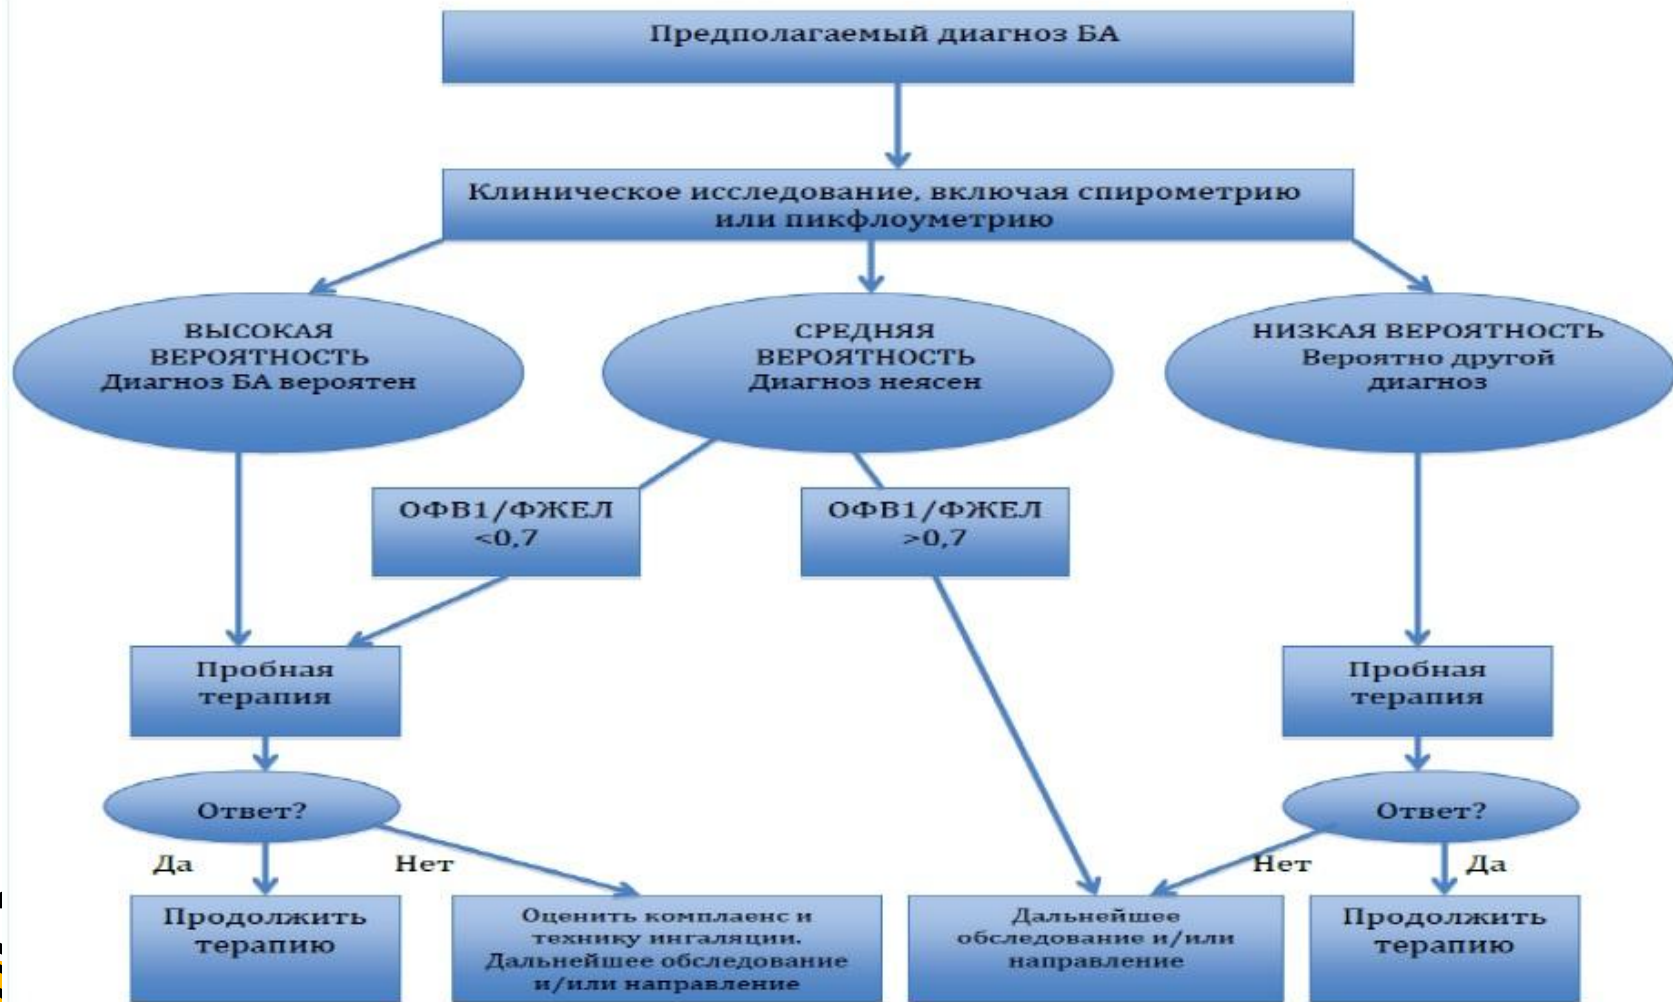 Предполагаемый диагноз БА
Клиническое исследование, включая спирометрию
или пикфлоуметрию
ВЫСОКАЯ
ВЕРОЯТНОСТЬ
Диагноз БА вероятен
СРЕДНЯЯ
ВЕРОЯТНОСТЬ
Диагноз неясен
НИЗКАЯ ВЕРОЯТНОСТЬ
Вероятно другой
диагноз
ОФВ1/ФЖЕЛ
<0,7
ОФВ1/ФЖЕЛ
>0,7
Пробная
терапия
Пробная
терапия
Ответ?
Ответ?
Да
Нет
Нет
Да
Продолжить
терапию
Оценить комплаенс и
технику ингаляции.
Дальнейшее обследование
и/или направление
Дальнейшее
обследование и/или
направление
Продолжить
терапию